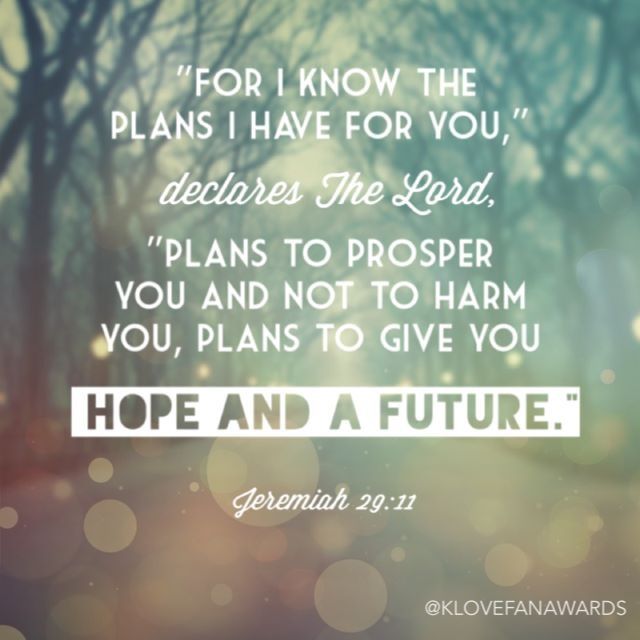 "FOR I KNOW THE
PLANS I HAVE FOR YOU,"
declares The Lord,
"PLANS TO PROSPER
YOU AND NOT TO HARM
YOU, PLANS TO GIVE YOU
HOPE AND A FUTURE."
Jeremiah 29:11
@KLOVEFANAWARDS